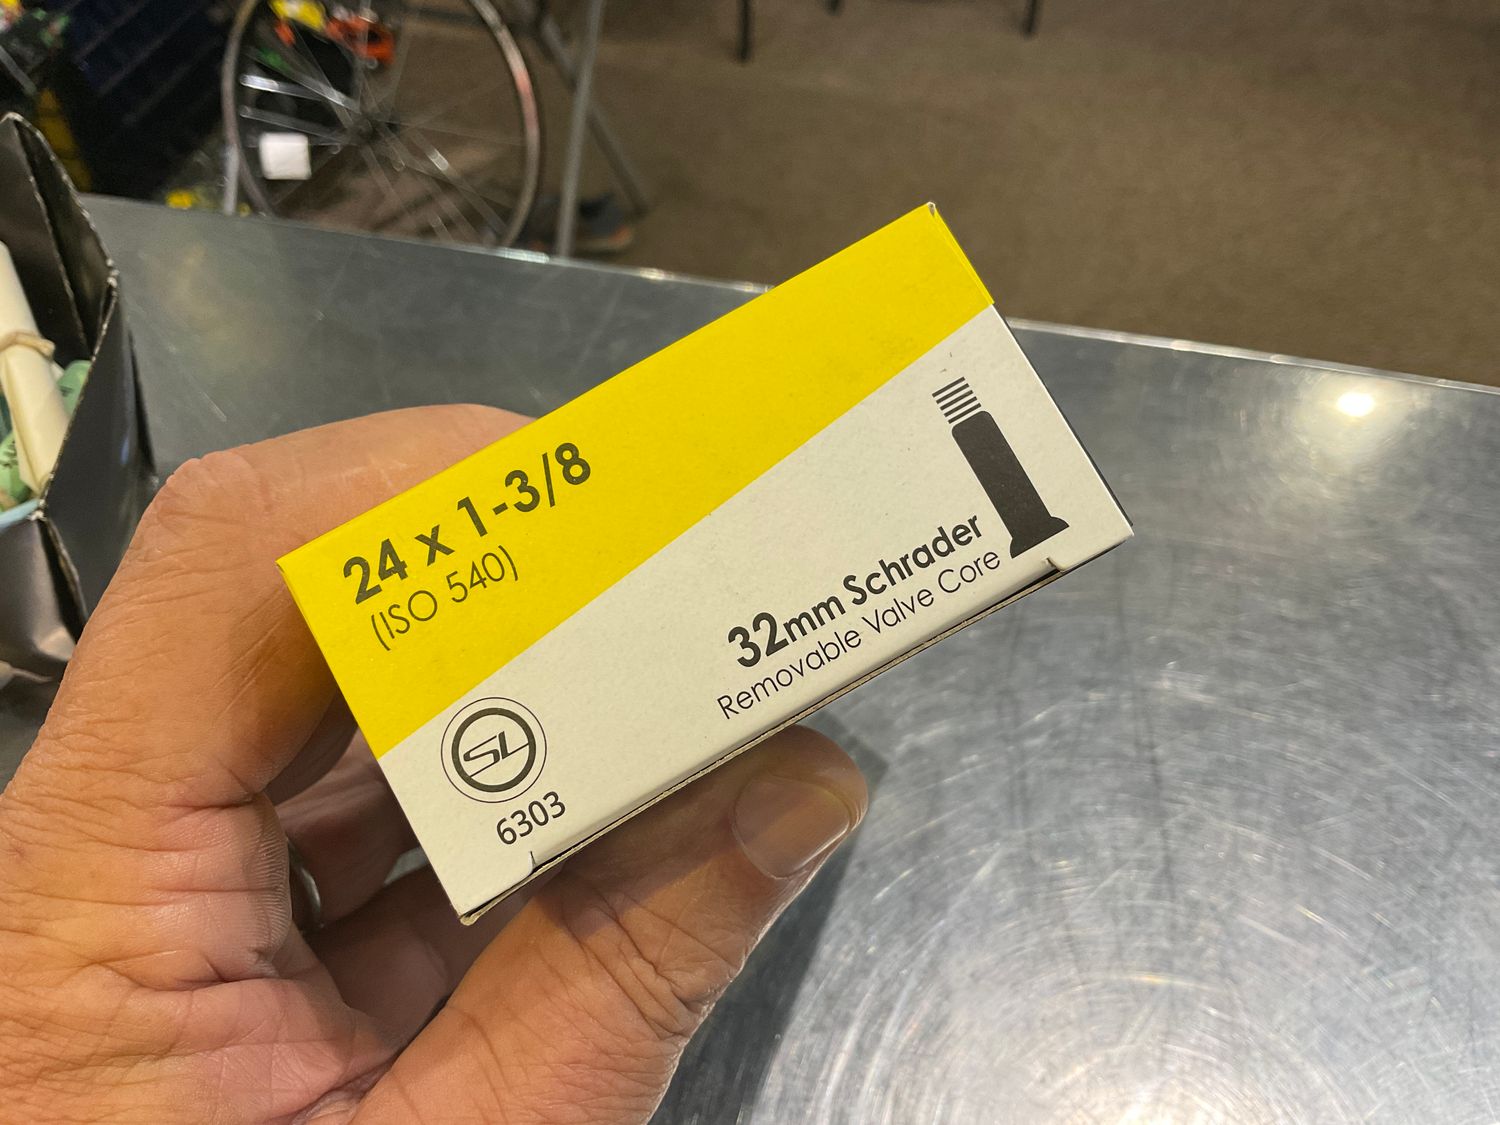 24 x 1-3/8
(ISO 540)
32mm Schrader
Removable Valve Core
SL
6303